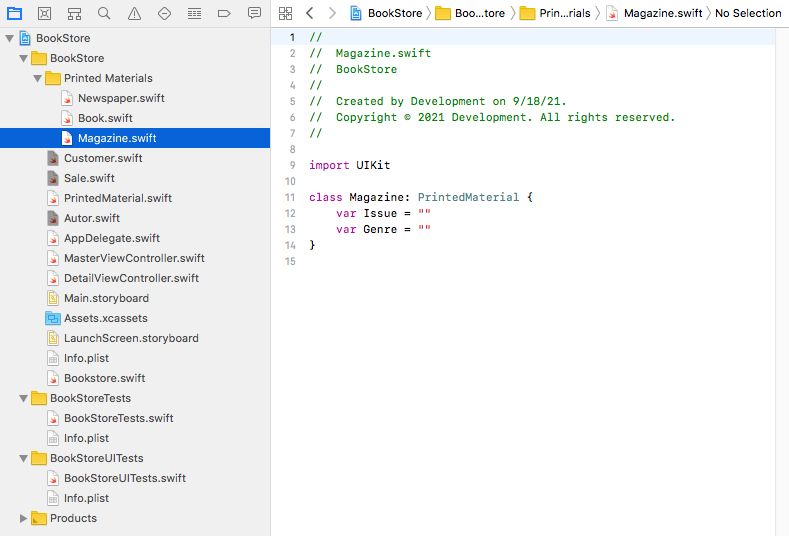 BookStore
BookStore
Printed Materials
Newspaper.swift
Book.swift
Magazine.swift
Customer.swift
Sale.swift
PrintedMaterial.swift
Autor.swift
AppDelegate.swift
MasterViewController.swift
DetailViewController.swift
Main.storyboard
Assets.xcassets
LaunchScreen.storyboard
Info.plist
Bookstore.swift
BookStoreTests
BookStoreTests.swift
Info.plist
BookStoreUITests
BookStoreUITests.swift
Info.plist
Products
BookStore Boo...tore Prin...rials Magazine.swift No Selection
1 //
2 // Magazine.swift
3 // BookStore
4 //
5 // Created by Development on 9/18/21.
6 // Copyright © 2021 Development. All rights reserved.
7 //
8
9 import UIKit
10
11 class Magazine: PrintedMaterial {
12 var Issue = ""
13 var Genre = ""
14 }
15